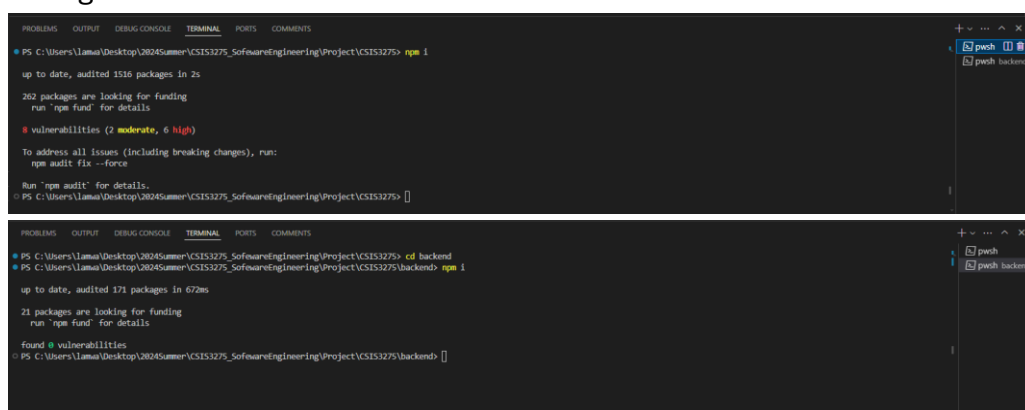 PROBLEMS OUTPUT DEBUG CONSOLE TERMINAL PORTS COMMENTS
PS C:\Users\lamwa\Desktop\2024Summer\CSIS3275_SofewareEngineering\Project\CSIS3275> npm i
pwsh
pwsh backend
up to date, audited 1516 packages in 2s
262 packages are looking for funding
run `npm fund` for details
8 vulnerabilities (2 moderate, 6 high)
To address all issues (including breaking changes), run:
npm audit fix --force
Run `npm audit` for details.
PS C:\Users\lamwa\Desktop\2024Summer\CSIS3275_SofewareEngineering\Project\CSIS3275>
PROBLEMS OUTPUT DEBUG CONSOLE TERMINAL PORTS COMMENTS
PS C:\Users\lamwa\Desktop\2024Summer\CSIS3275_SofewareEngineering\Project\CSIS3275> cd backend
pwsh
PS C:\Users\lamwa\Desktop\2024Summer\CSIS3275_SofewareEngineering\Project\CSIS3275\backend> npm i
pwsh backen
up to date, audited 171 packages in 672ms
21 packages are looking for funding
run `npm fund` for details
found 0 vulnerabilities
PS C:\Users\lamwa\Desktop\2024Summer\CSIS3275_SofewareEngineering\Project\CSIS3275\backend>